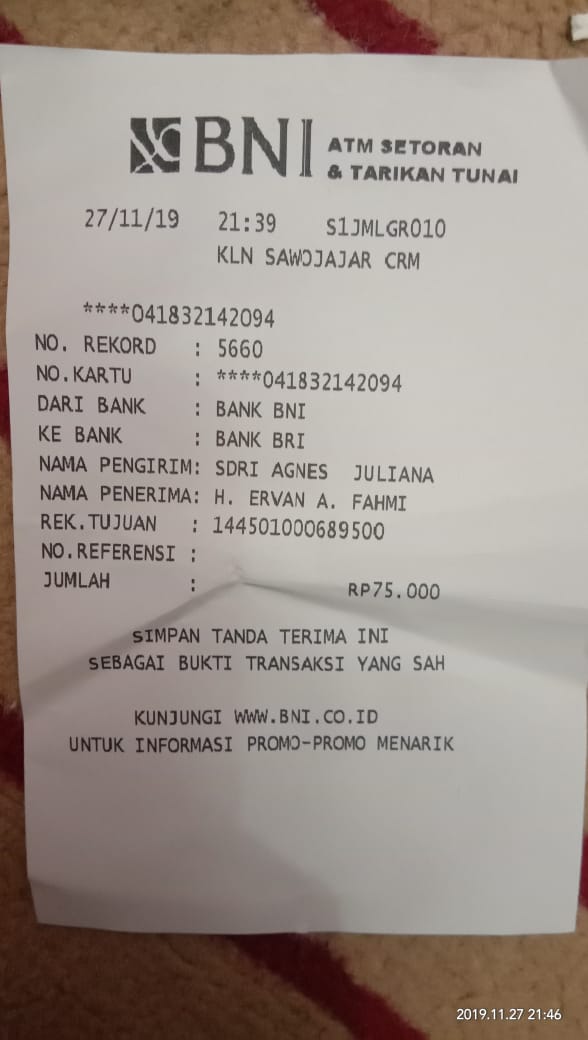 BNI ATM SETORAN
& TARIKAN TUNAI
27/11/19 21:39 S1JMLGR010
KLN SAWOJAJAR CRM
****041832142094
NO. REKORD : 5660
NO.KARTU : ****041832142094
DARI BANK : BANK BNI
KE BANK : BANK BRI
NAMA PENGIRIM: SDRI AGNES JULIANA
NAMA PENERIMA: H. ERVAN A. FAHMI
REK.TUJUAN : 144501000689500
NO.REFERENSI :
JUMLAH : RP75.000
SIMPAN TANDA TERIMA INI
SEBAGAI BUKTI TRANSAKSI YANG SAH
KUNJUNGI WWW.BNI.CO.ID
UNTUK INFORMASI PROMO-PROMO MENARIK
2019.11.27 21:46